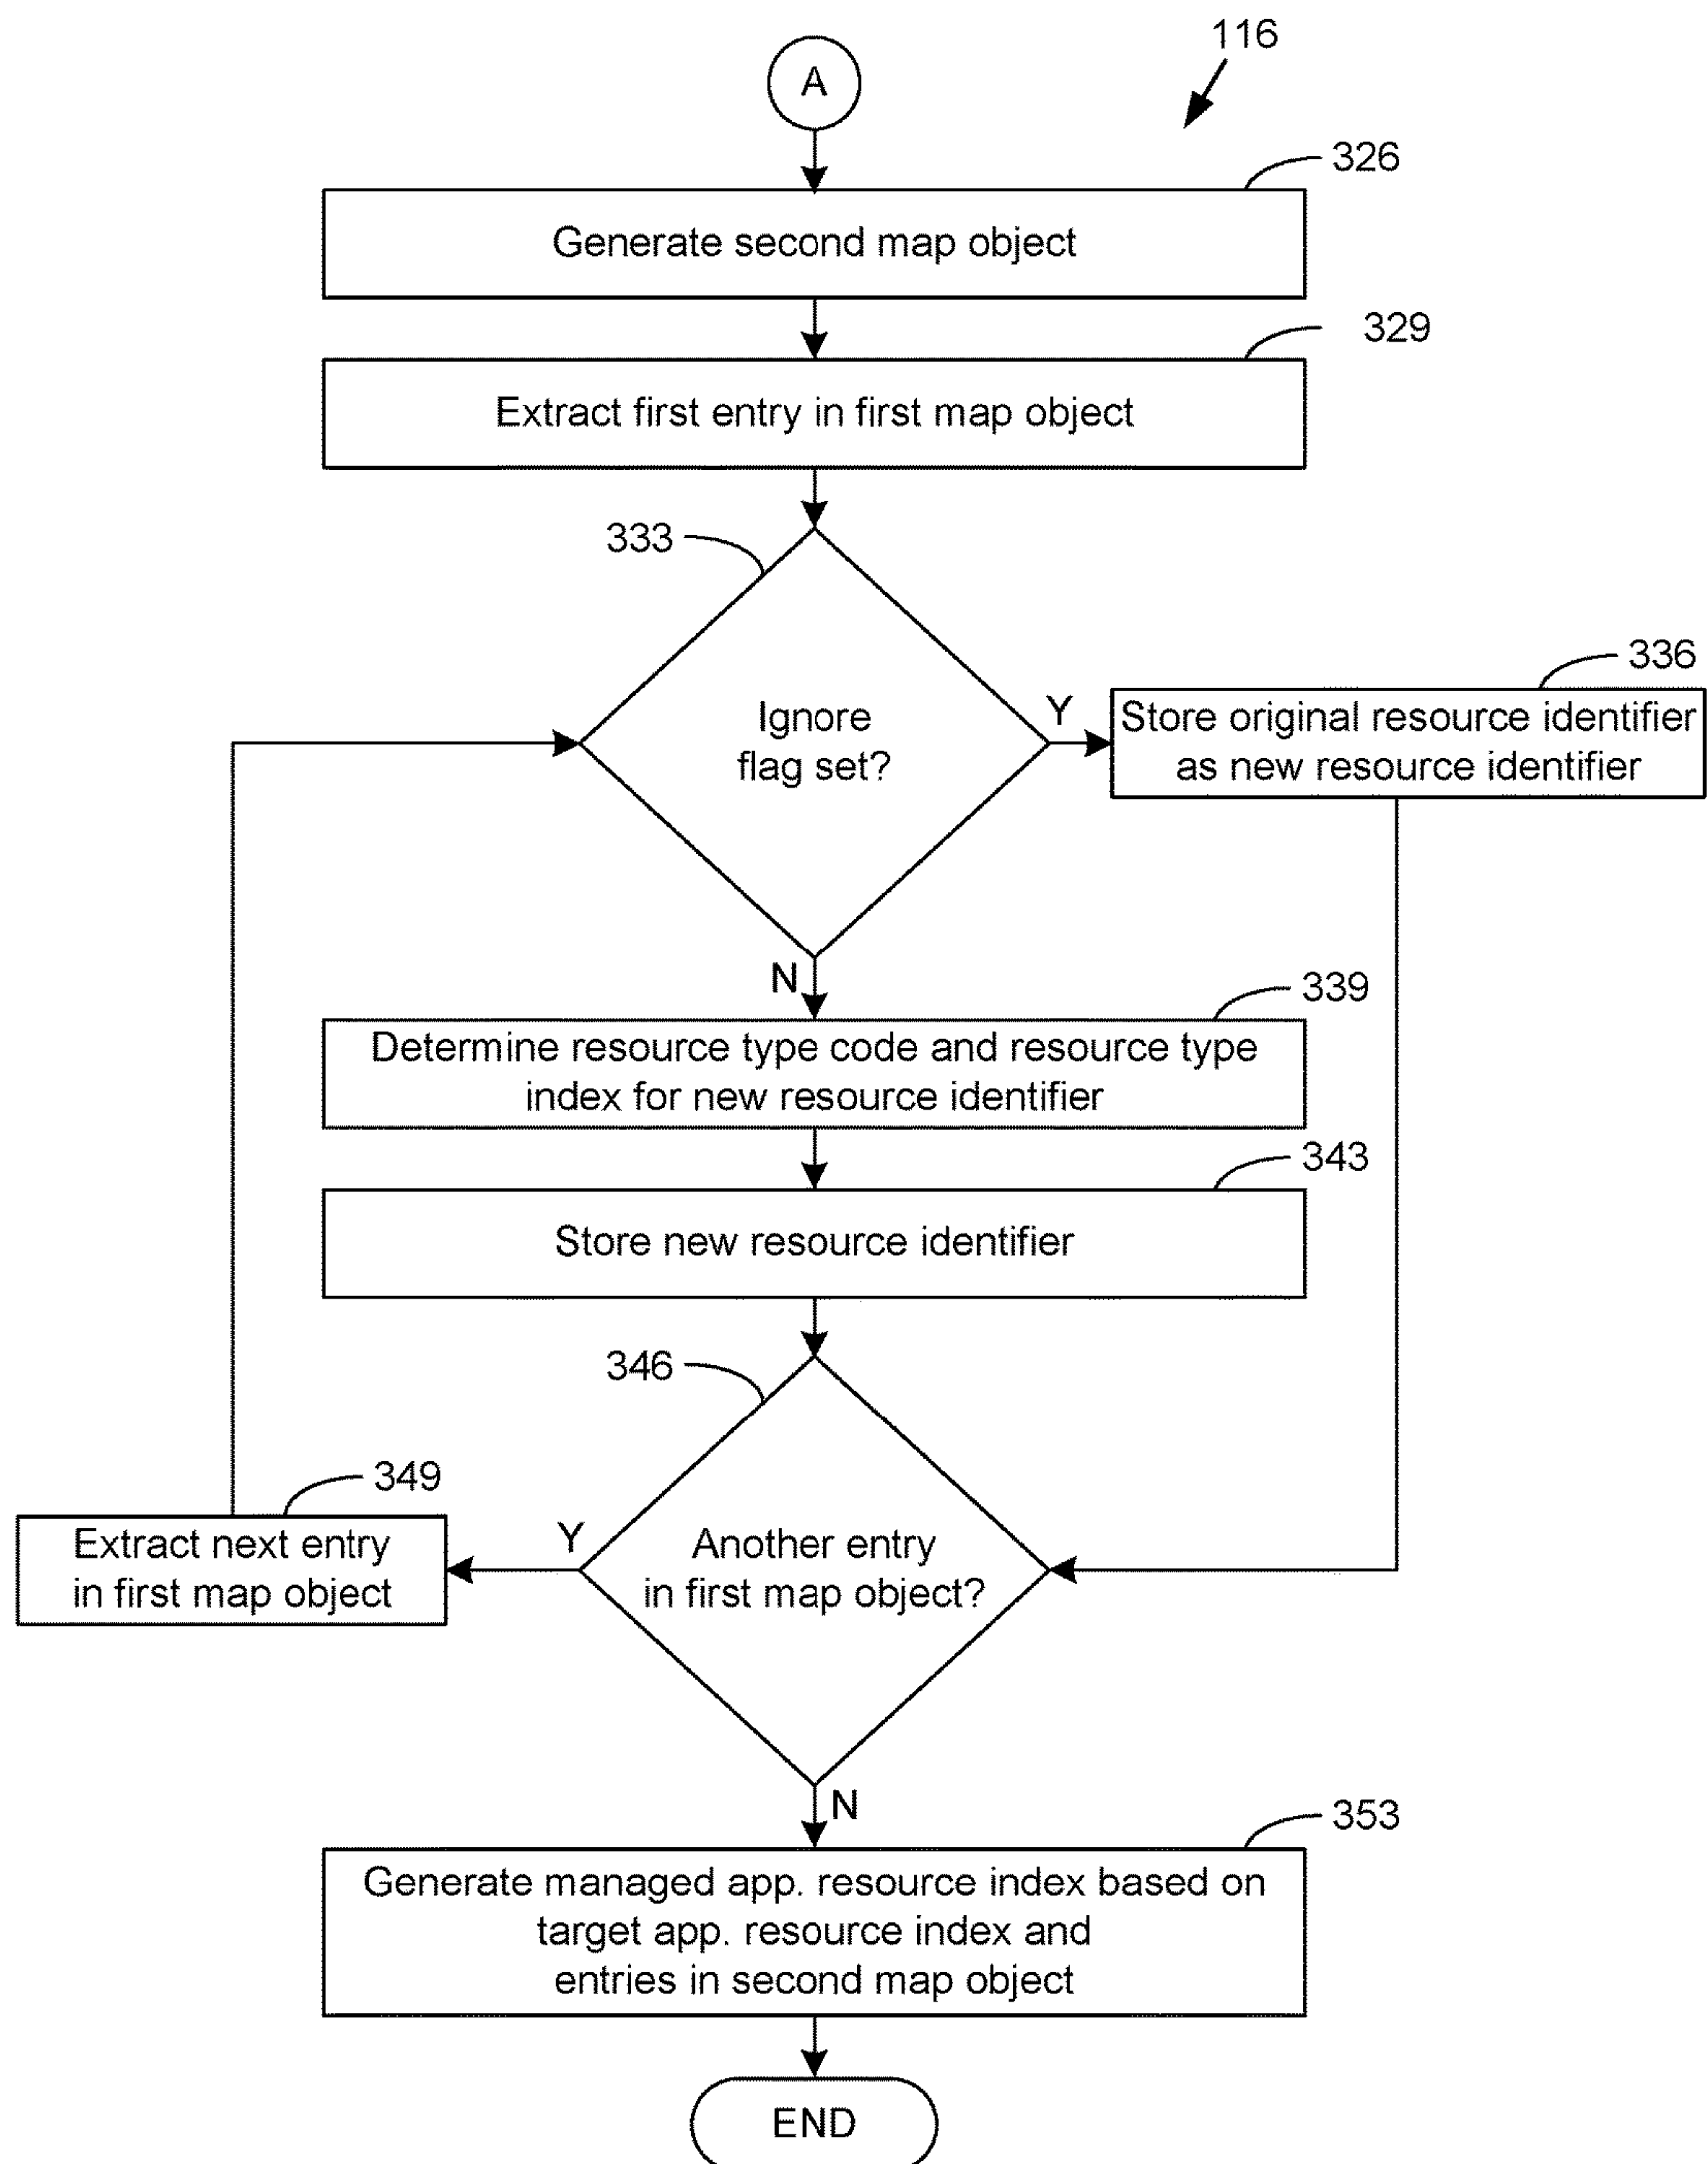 116
A
326
Generate second map object
329
Extract first entry in first map object
333
Ignore
flag set?
Y
336
Store original resource identifier
as new resource identifier
N
339
Determine resource type code and resource type
index for new resource identifier
343
Store new resource identifier
346
Another entry
in first map object?
Y
349
Extract next entry
in first map object
N
353
Generate managed app. resource index based on
target app. resource index and
entries in second map object
END